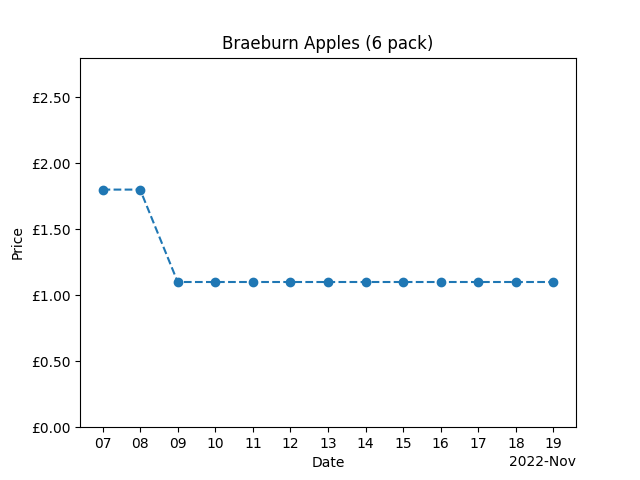 Braeburn Apples (6 pack)
£2.50
£2.00
£1.50
£1.00
£0.50
£0.00
Price
07 08 09 10 11 12 13 14 15 16 17 18 19
Date
2022-Nov